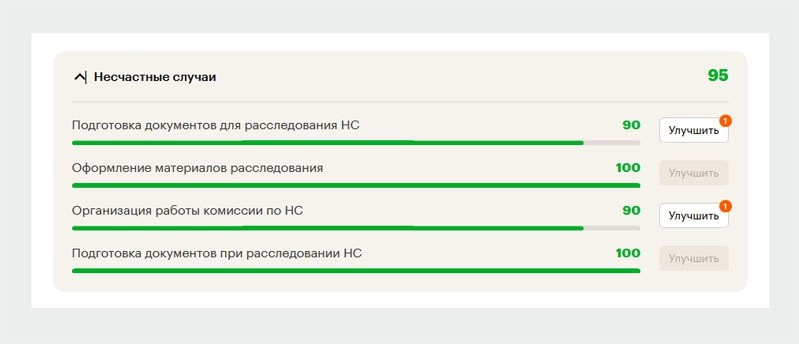 Несчастные случаи 95
Подготовка документов для расследования НС 90 Улучшить 1
Оформление материалов расследования 100 Улучшить
Организация работы комиссии по НС 90 Улучшить 1
Подготовка документов при расследовании НС 100 Улучшить